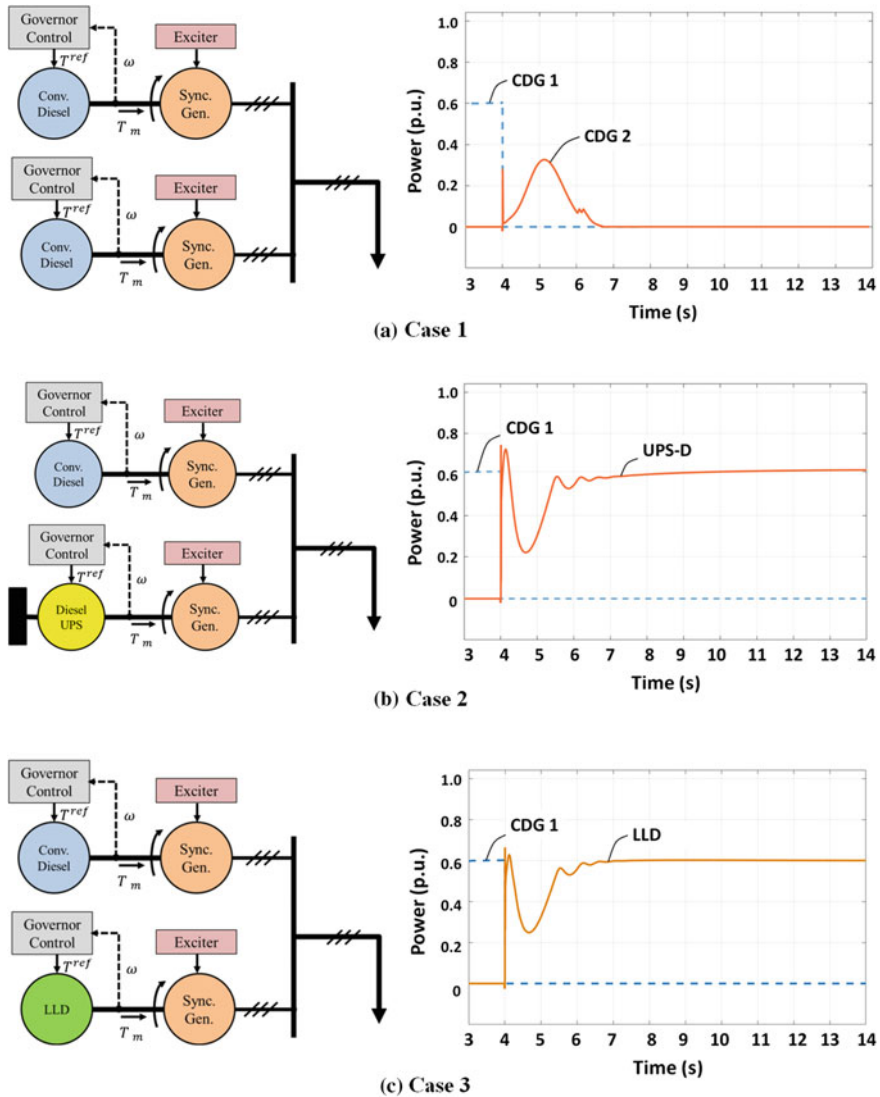 Governor
Control
T^ref
ω
Exciter
Conv.
Diesel
T_m
Sync.
Gen.
Governor
Control
T^ref
ω
Exciter
Conv.
Diesel
T_m
Sync.
Gen.
Power (p.u.)
1.0
0.8
0.6
0.4
0.2
0
CDG 1
CDG 2
3 4 5 6 7 8 9 10 11 12 13 14
Time (s)
(a) Case 1
Governor
Control
T^ref
ω
Exciter
Conv.
Diesel
T_m
Sync.
Gen.
Governor
Control
T^ref
ω
Exciter
Diesel
UPS
T_m
Sync.
Gen.
Power (p.u.)
1.0
0.8
0.6
0.4
0.2
0
CDG 1
UPS-D
3 4 5 6 7 8 9 10 11 12 13 14
Time (s)
(b) Case 2
Governor
Control
T^ref
ω
Exciter
Conv.
Diesel
T_m
Sync.
Gen.
Governor
Control
T^ref
ω
Exciter
LLD
T_m
Sync.
Gen.
Power (p.u.)
1.0
0.8
0.6
0.4
0.2
0
CDG 1
LLD
3 4 5 6 7 8 9 10 11 12 13 14
Time (s)
(c) Case 3